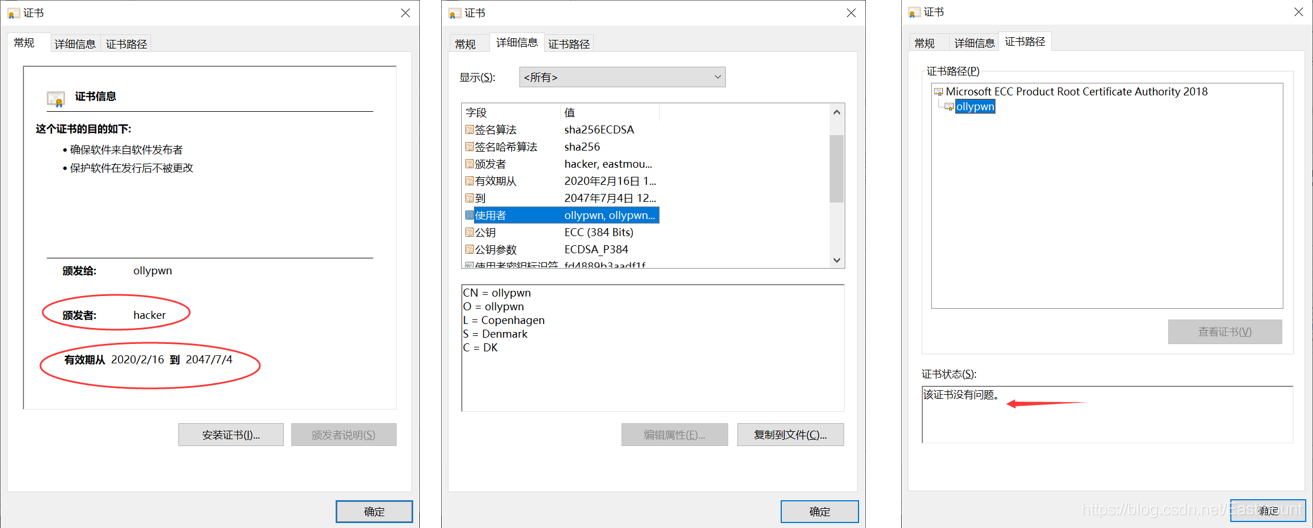 证书
常规
详细信息
证书路径
证书信息
这个证书的目的如下:
• 确保软件来自软件发布者
• 保护软件在发行后不被更改
颁发给: ollypwn
颁发者: hacker
有效期从 2020/2/16 到 2047/7/4
安装证书(I)...
颁发者说明(S)
确定
证书
常规
详细信息
证书路径
显示(S): <所有>
字段 值
签名算法 sha256ECDSA
签名哈希算法 sha256
颁发者 hacker, eastmou...
有效期从 2020年2月16日 1...
到 2047年7月4日 12...
使用者 ollypwn, ollypwn...
公钥 ECC (384 Bits)
公钥参数 ECDSA_P384
使用者密钥标识符 fd4889b3aadf1f
CN = ollypwn
O = ollypwn
L = Copenhagen
S = Denmark
C = DK
编辑属性(E)...
复制到文件(C)...
确定
证书
常规
详细信息
证书路径
证书路径(P)
Microsoft ECC Product Root Certificate Authority 2018
ollypwn
查看证书(V)
证书状态(S):
该证书没有问题。
确定
https://blog.csdn.net/Eastmount